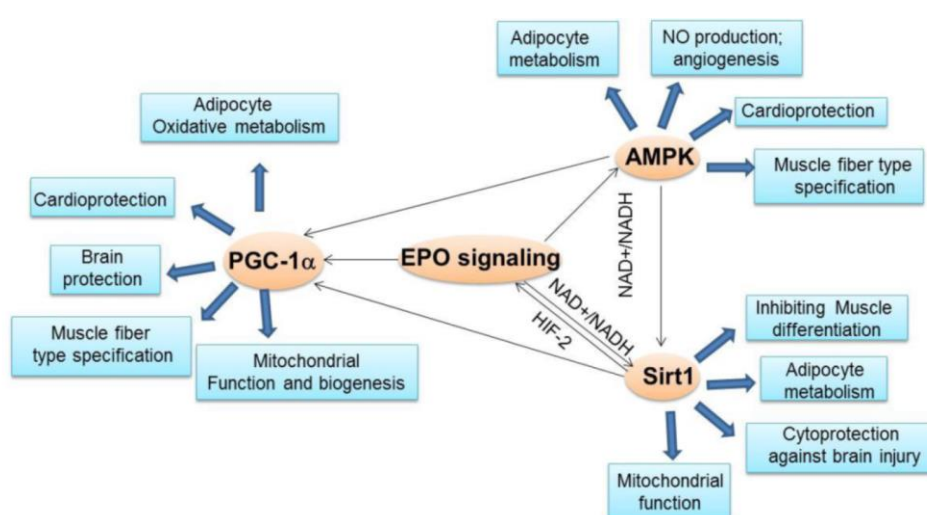 Adipocyte
metabolism
NO production;
angiogenesis
Adipocyte
Oxidative metabolism
Cardioprotection
AMPK
Muscle fiber type
specification
Cardioprotection
NAD+/NADH
Brain
protection
PGC-1α
EPO signaling
NAD+/NADH
HIF-2
Muscle fiber
type specification
Mitochondrial
Function and biogenesis
Inhibiting Muscle
differentiation
Sirt1
Adipocyte
metabolism
Cytoprotection
against brain injury
Mitochondrial
function